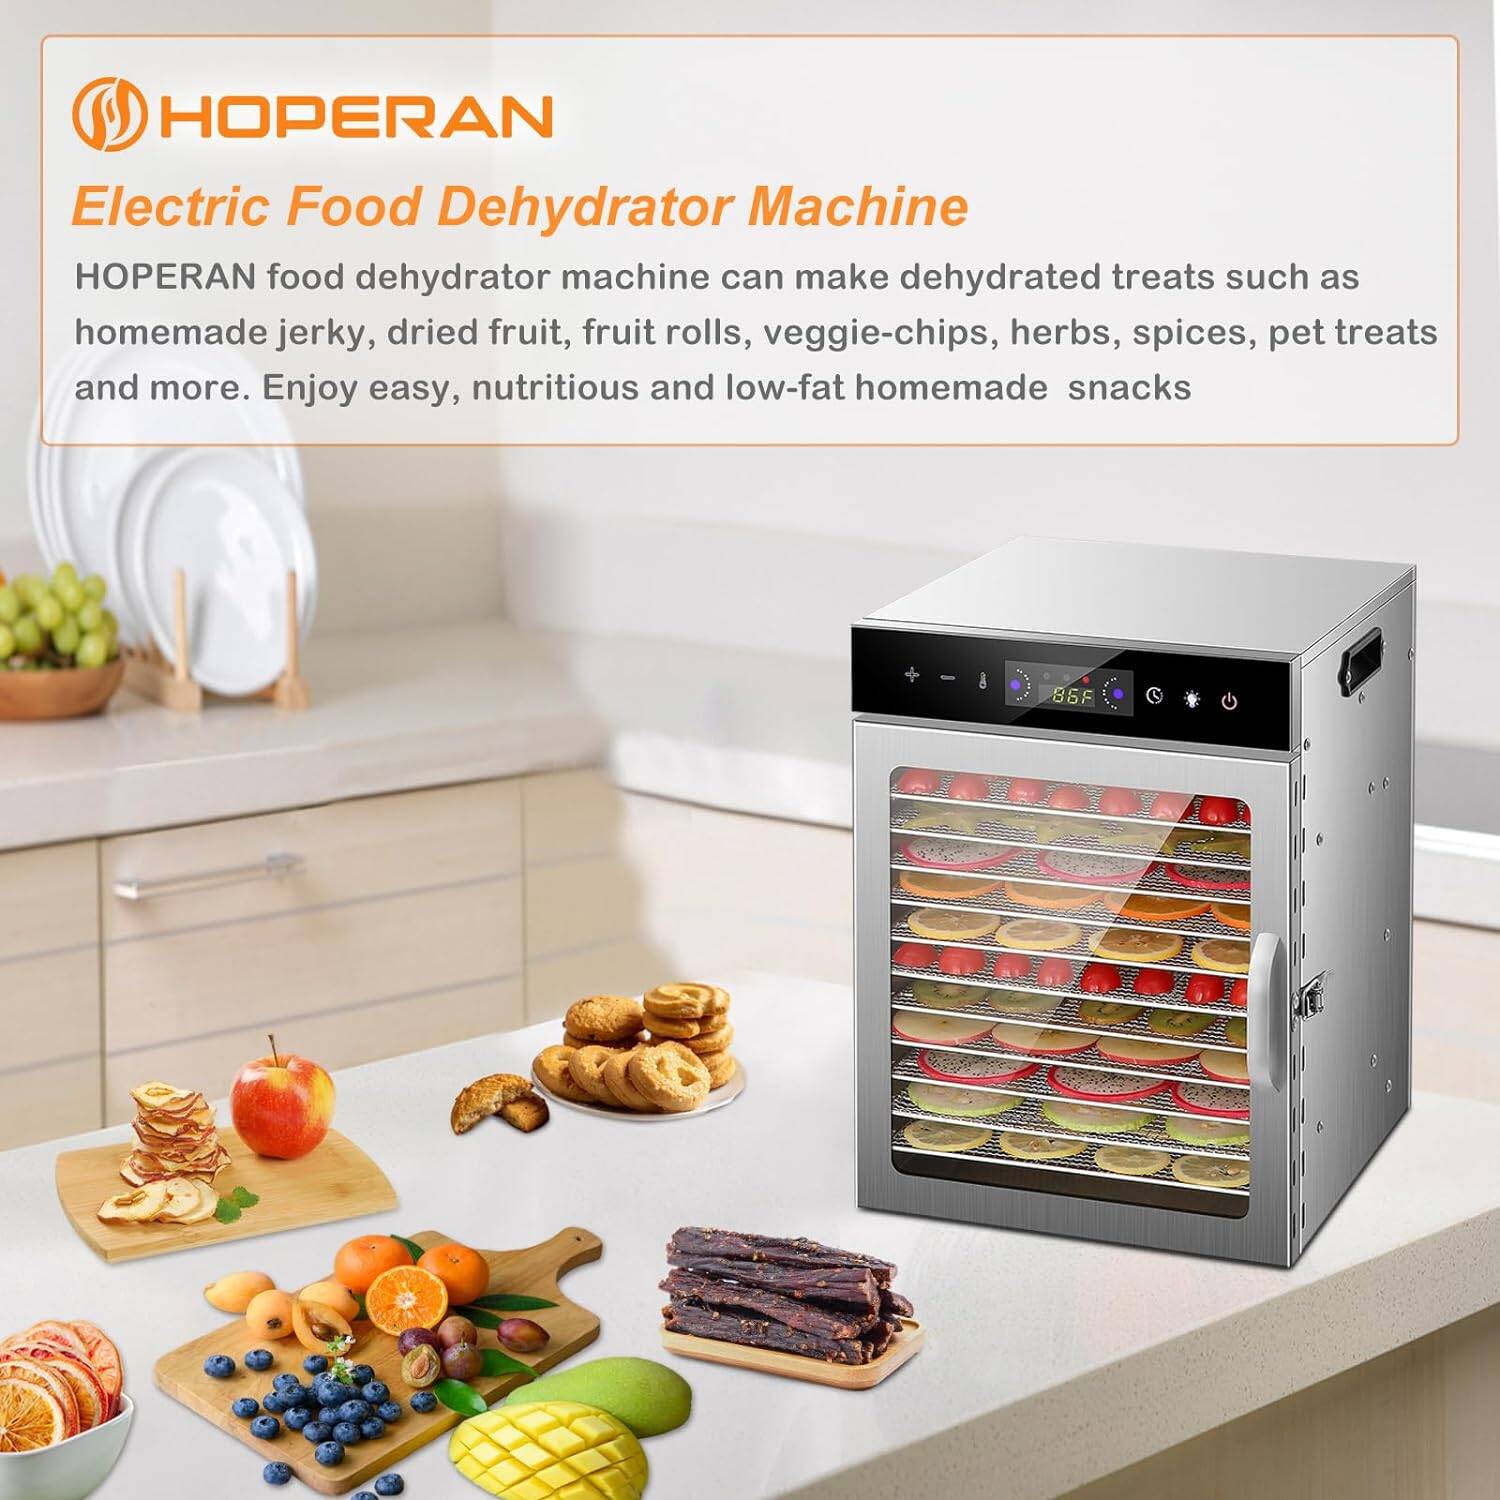 HOPERAN
Electric Food Dehydrator Machine
HOPERAN food dehydrator machine can make dehydrated treats such as
homemade jerky, dried fruit, fruit rolls, veggie-chips, herbs, spices, pet treats
and more. Enjoy easy, nutritious and low-fat homemade snacks
86F